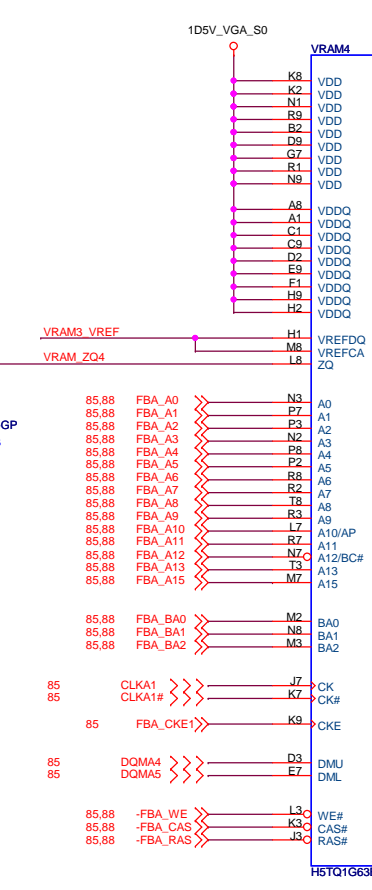 1D5V_VGA_S0
VRAM4
K8 VDD
K2 VDD
N1 VDD
R9 VDD
B2 VDD
D9 VDD
G7 VDD
R1 VDD
N9 VDD
A8 VDDQ
A1 VDDQ
C1 VDDQ
C9 VDDQ
D2 VDDQ
E9 VDDQ
F1 VDDQ
H9 VDDQ
H2 VDDQ
VRAM3_VREF H1 VREFDQ
M8 VREFCA
VRAM_ZQ4 L8 ZQ
85,88 FBA_A0 N3 A0
85,88 FBA_A1 P7 A1
GP
85,88 FBA_A2 P3 A2
85,88 FBA_A3 N2 A3
85,88 FBA_A4 P8 A4
85,88 FBA_A5 P2 A5
85,88 FBA_A6 R8 A6
85,88 FBA_A7 R2 A7
85,88 FBA_A8 T8 A8
85,88 FBA_A9 R3 A9
85,88 FBA_A10 L7 A10/AP
85,88 FBA_A11 R7 A11
85,88 FBA_A12 N7 A12/BC#
85,88 FBA_A13 T3 A13
85,88 FBA_A15 M7 A15
85,88 FBA_BA0 M2 BA0
85,88 FBA_BA1 N8 BA1
85,88 FBA_BA2 M3 BA2
85 CLKA1 J7 CK
85 CLKA1# K7 CK#
85 FBA_CKE1 K9 CKE
85 DQMA4 D3 DMU
85 DQMA5 E7 DML
85,88 -FBA_WE L3 WE#
85,88 -FBA_CAS K3 CAS#
85,88 -FBA_RAS J3 RAS#
H5TQ1G63